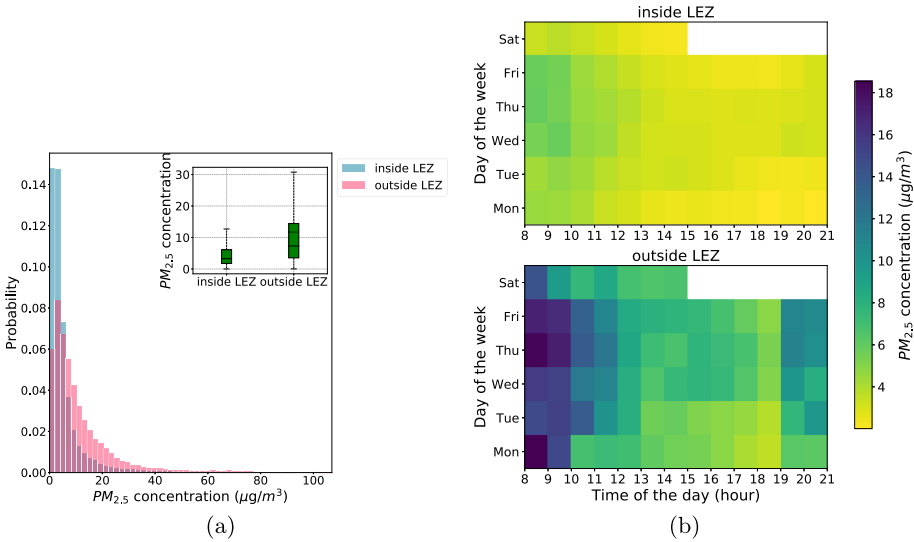 inside LEZ
Sat
Fri
Thu
Wed
Tue
Mon
Day of the week
8 9 10 11 12 13 14 15 16 17 18 19 20 21
outside LEZ
Sat
Fri
Thu
Wed
Tue
Mon
Day of the week
8 9 10 11 12 13 14 15 16 17 18 19 20 21
Time of the day (hour)
18
16
14
12
10
8
6
4
PM2.5 concentration (μg/m3)
inside LEZ
outside LEZ
30
20
10
0
PM2.5 concentration
inside LEZ outside LEZ
0.14
0.12
0.10
0.08
0.06
0.04
0.02
0.00
Probability
0 20 40 60 80 100
PM2.5 concentration (μg/m3)
(a)
(b)